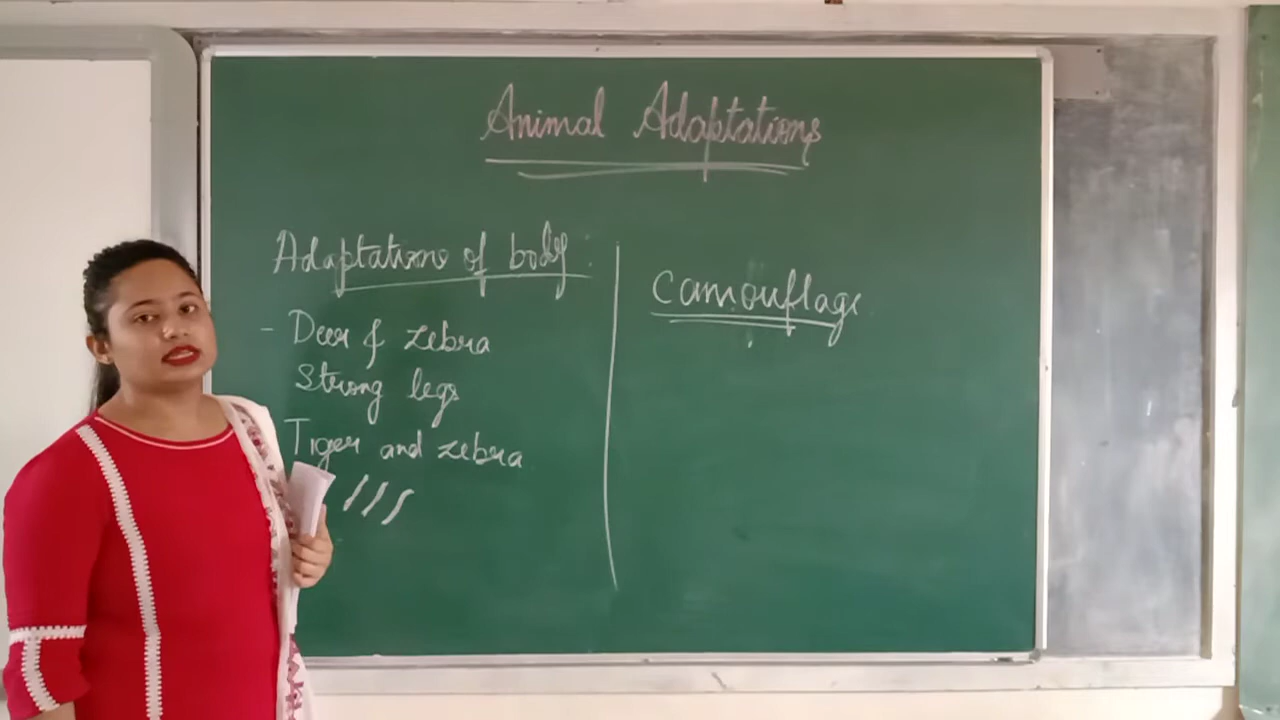 Animal Adaptations
Adaptations of body
- Deer & zebra
Strong legs
Tiger and zebra
Camouflage